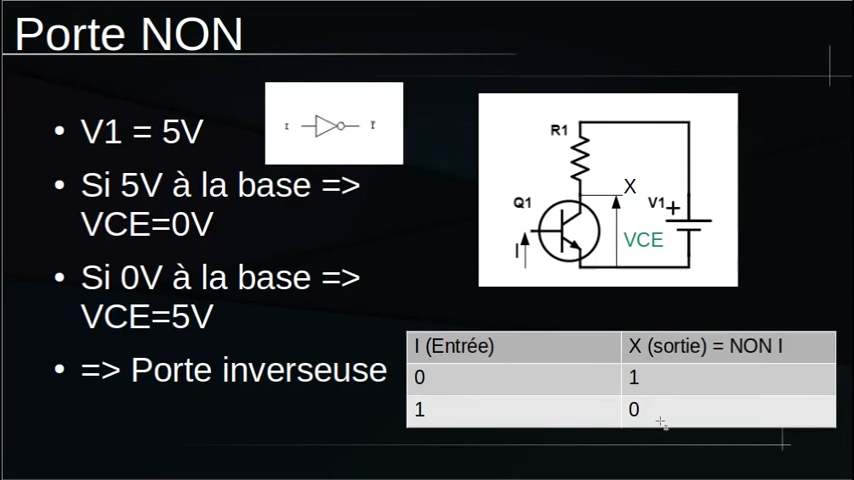 Porte NON
• V1 = 5V
• Si 5V à la base =>
VCE=0V
• Si 0V à la base =>
VCE=5V
• => Porte inverseuse
I
R1
X
Q1
V1
+
I
VCE
I (Entrée) X (sortie) = NON I
0 1
1 0